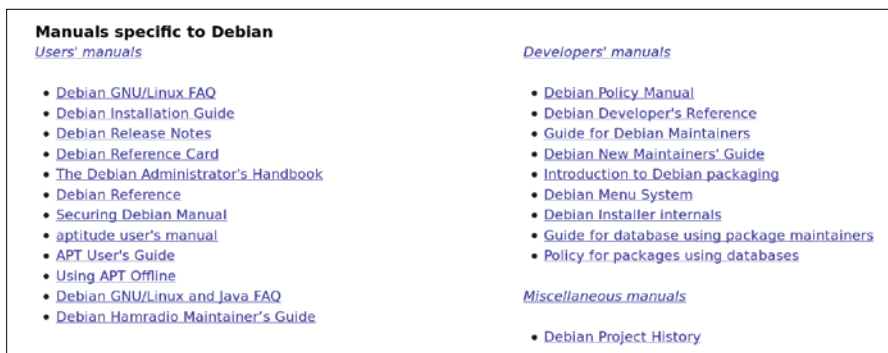 Manuals specific to Debian
Users' manuals
Debian GNU/Linux FAQ
Debian Installation Guide
Debian Release Notes
Debian Reference Card
The Debian Administrator's Handbook
Debian Reference
Securing Debian Manual
aptitude user's manual
APT User's Guide
Using APT Offline
Debian GNU/Linux and Java FAQ
Debian Hamradio Maintainer’s Guide
Developers' manuals
Debian Policy Manual
Debian Developer's Reference
Guide for Debian Maintainers
Debian New Maintainers' Guide
Introduction to Debian packaging
Debian Menu System
Debian Installer internals
Guide for database using package maintainers
Policy for packages using databases
Miscellaneous manuals
Debian Project History